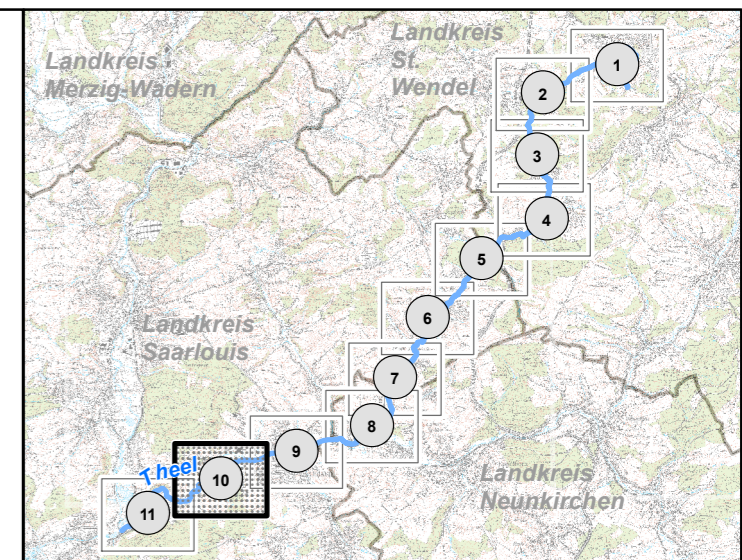 Landkreis
Merzig-Wadern
Landkreis
St.
Wendel
1
2
3
4
5
6
7
8
9
10
11
Landkreis
Saarlouis
Theel
Landkreis
Neunkirchen